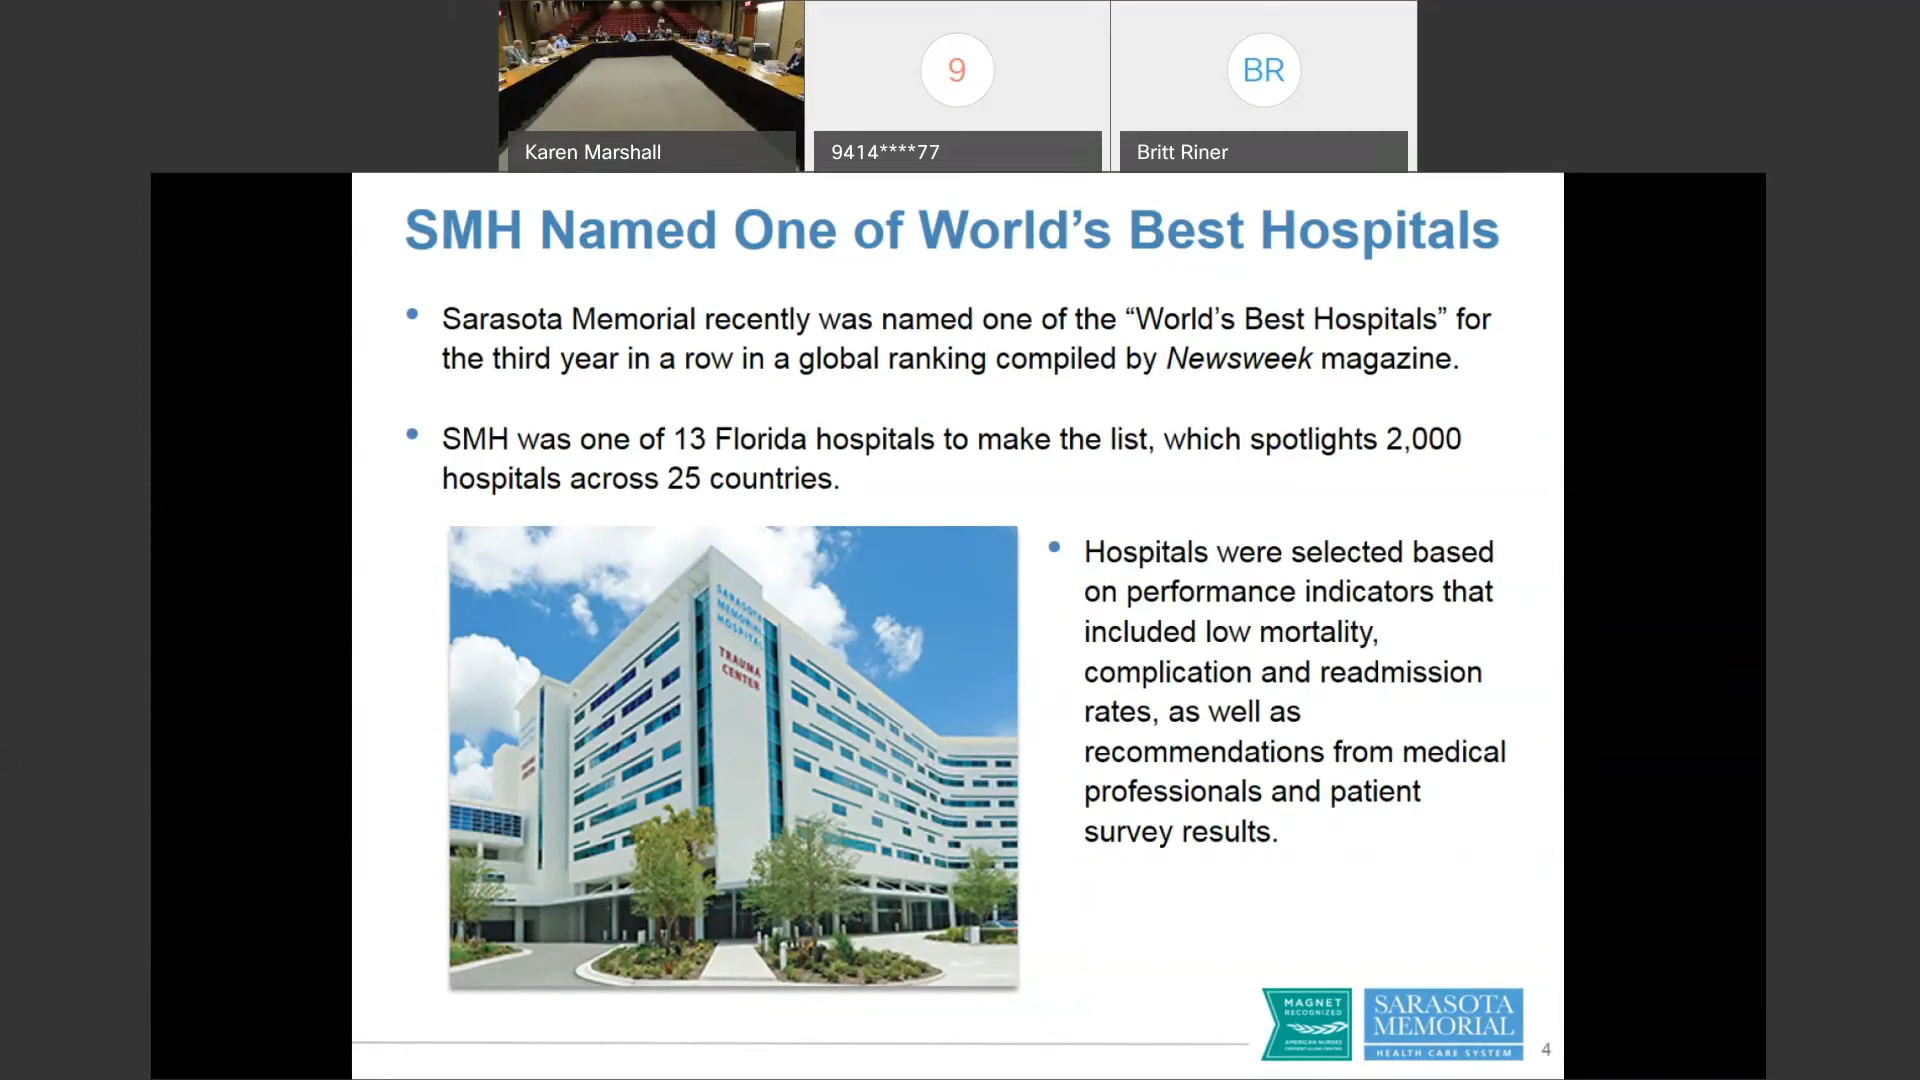 9
BR
Karen Marshall
9414****77
Britt Riner
SMH Named One of World's Best Hospitals
• Sarasota Memorial recently was named one of the “World's Best Hospitals” for
the third year in a row in a global ranking compiled by Newsweek magazine.
• SMH was one of 13 Florida hospitals to make the list, which spotlights 2,000
hospitals across 25 countries.
SARASOTA
MEMORIAL
HOSPITAL
TRAUMA
CENTER
• Hospitals were selected based
on performance indicators that
included low mortality,
complication and readmission
rates, as well as
recommendations from medical
professionals and patient
survey results.
MAGNET
RECOGNIZED
AMERICAN NURSES
CREDENTIALING CENTER
SARASOTA
MEMORIAL
HEALTH CARE SYSTEM
4